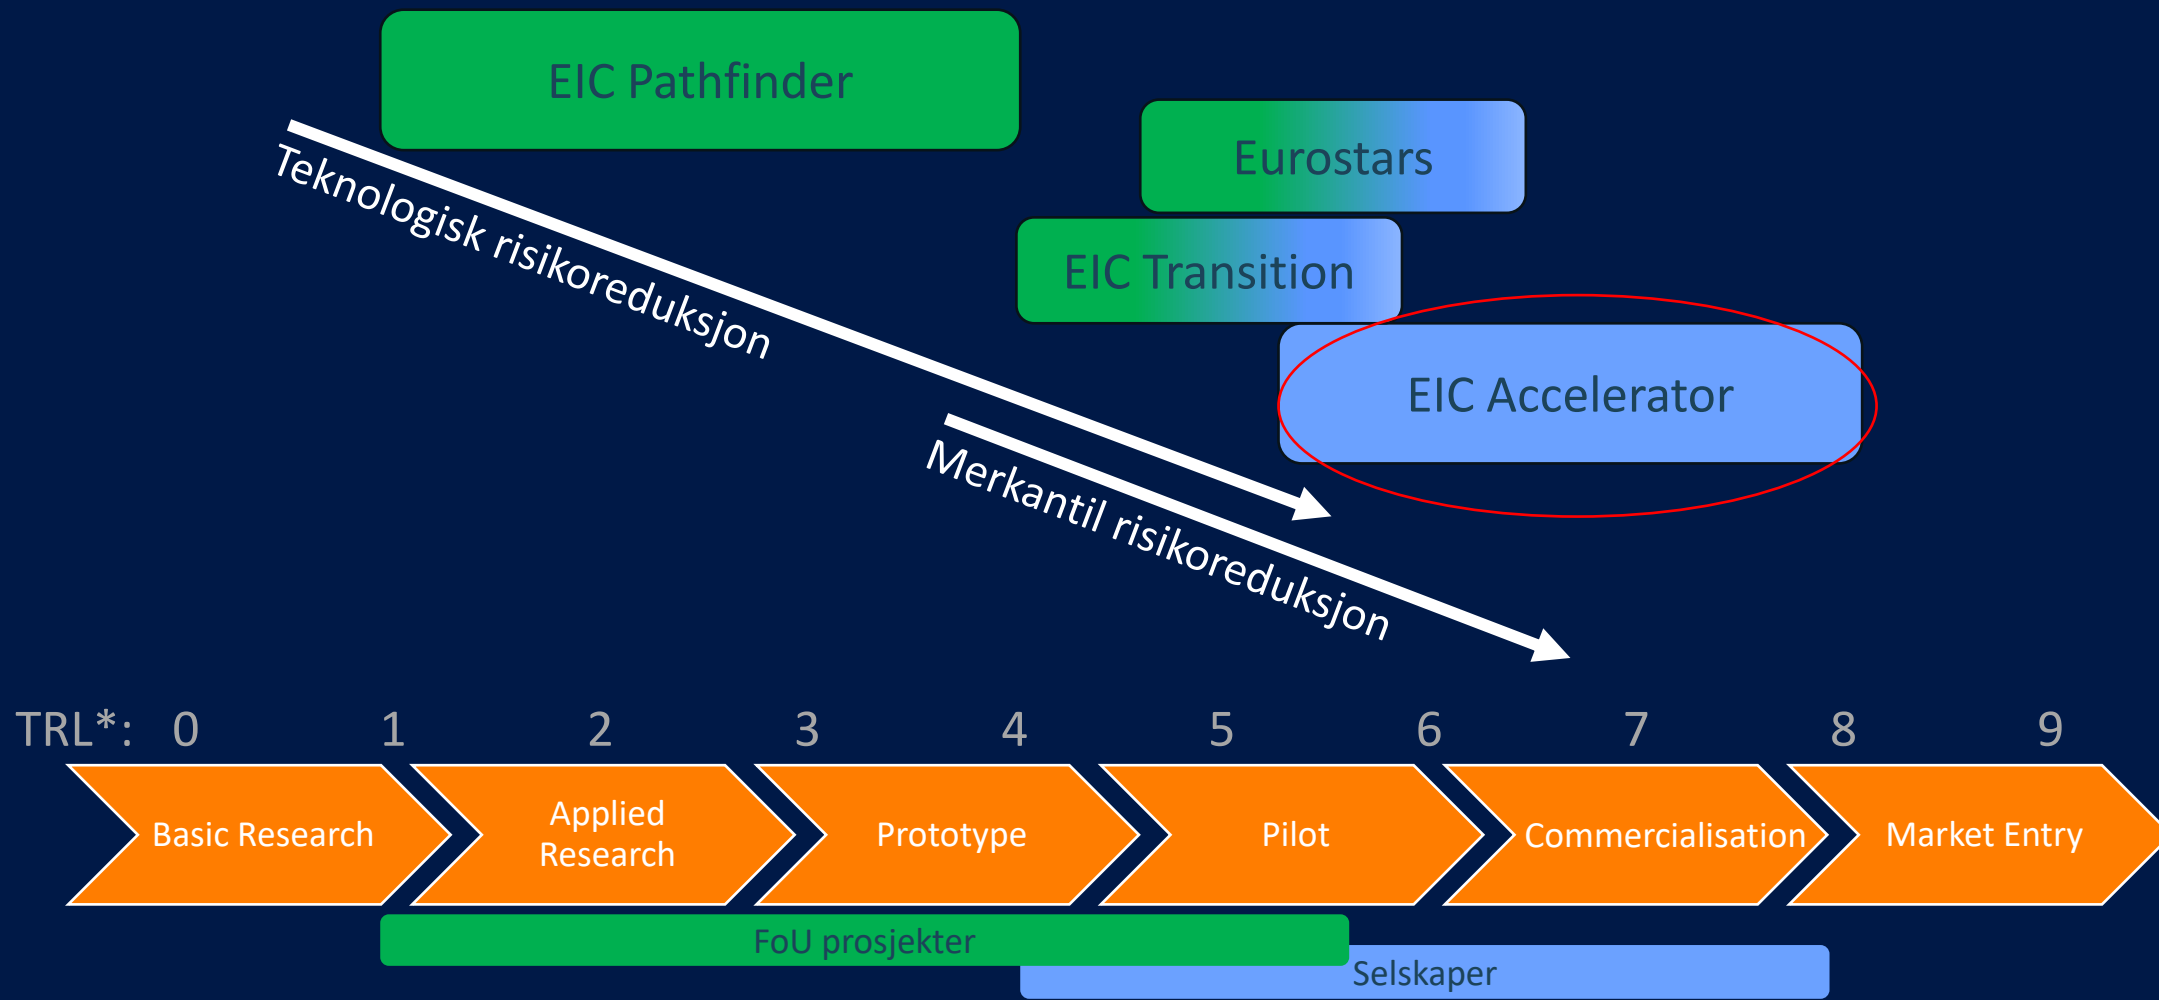 EIC Pathfinder
Eurostars
EIC Transition
EIC Accelerator
Teknologisk risikoreduksjon
Merkantil risikoreduksjon
TRL*: 0 1 2 3 4 5 6 7 8 9
Basic Research
Applied
Research
Prototype
Pilot
Commercialisation
Market Entry
FoU prosjekter
Selskaper